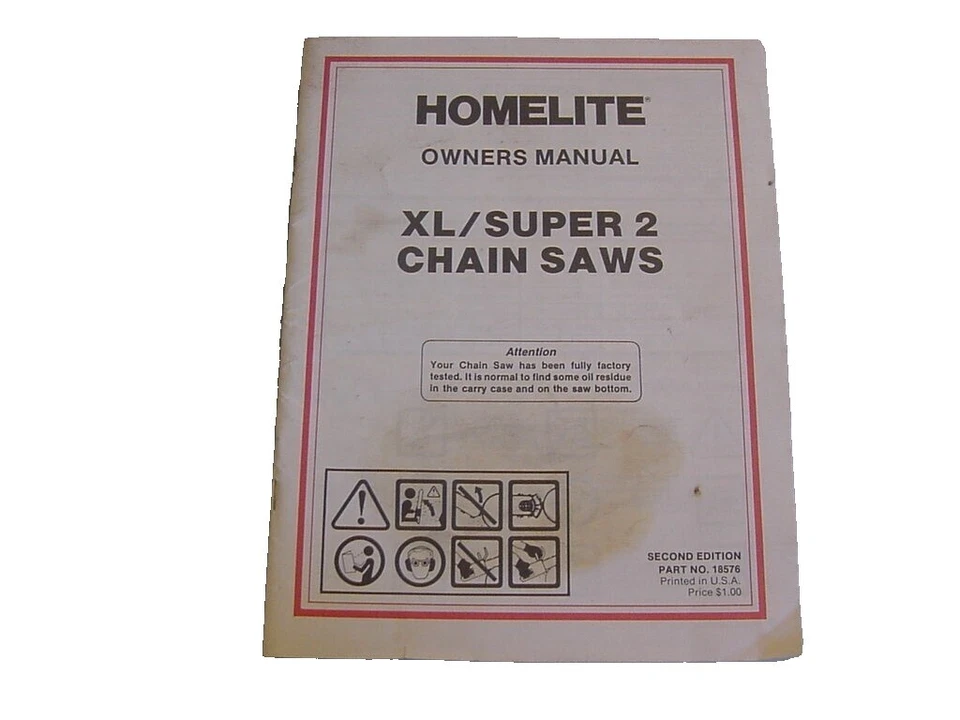 HOMELITE®
OWNERS MANUAL
XL/SUPER 2
CHAIN SAWS
Attention
Your Chain Saw has been fully factory
tested. It is normal to find some oil residue
in the carry case and on the saw bottom.
SECOND EDITION
PART NO. 18576
Printed in U.S.A.
Price $1.00